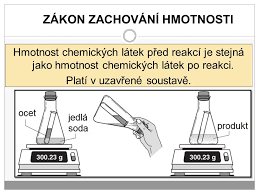 ZÁKON ZACHOVÁNÍ HMOTNOSTI
Hmotnost chemických látek před reakcí je stejná
jako hmotnost chemických látek po reakci.
Platí v uzavřené soustavě.
ocet
jedlá
soda
produkt
300.23 g
300.23 g